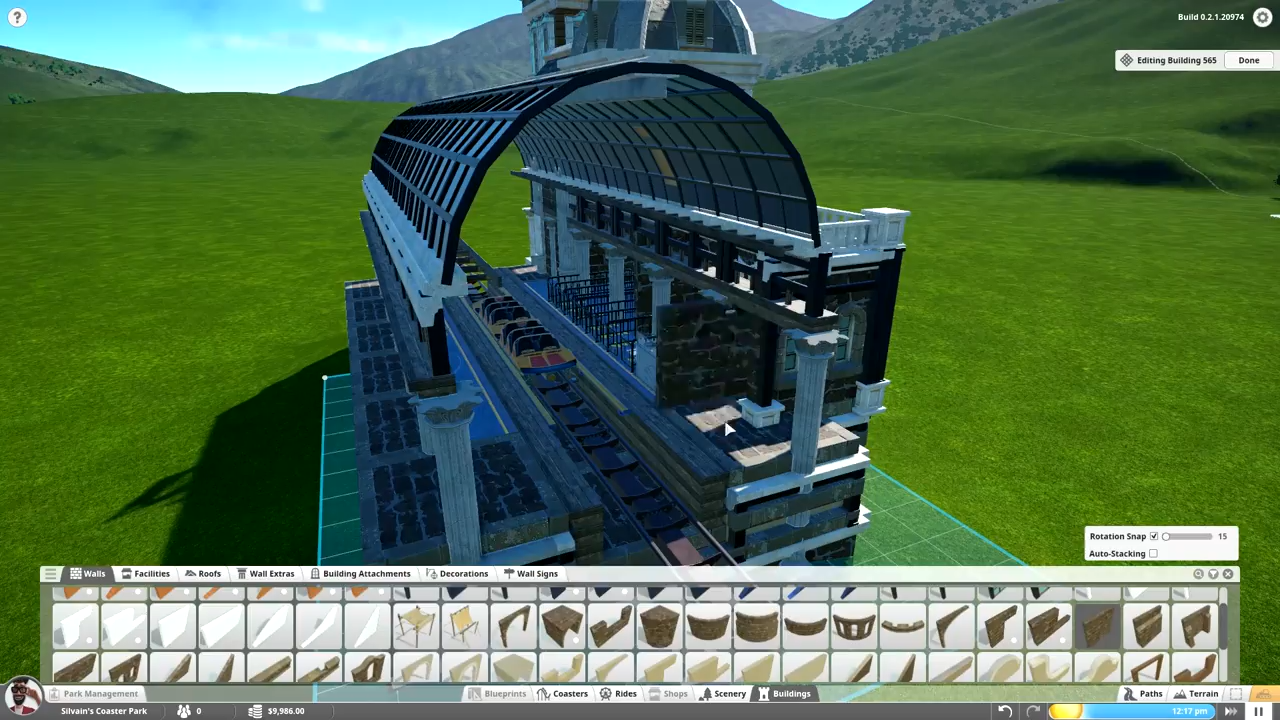 ?
Build 0.2.1.20974
Editing Building 565
Done
Rotation Snap
15
Auto-Stacking
Walls
Facilities
Roofs
Wall Extras
Building Attachments
Decorations
Wall Signs
Park Management
Blueprints
Coasters
Rides
Shops
Scenery
Buildings
Paths
Terrain
Silvain's Coaster Park
0
$9,986.00
12:17 pm